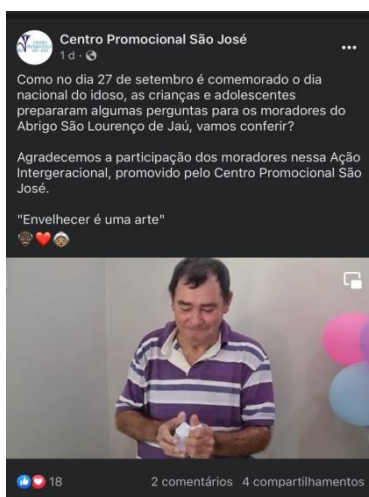 Centro Promocional São José
1 d ·
Como no dia 27 de setembro é comemorado o dia
nacional do idoso, as crianças e adolescentes
prepararam algumas perguntas para os moradores do
Abrigo São Lourenço de Jaú, vamos conferir?
Agradecemos a participação dos moradores nessa Ação
Intergeracional, promovido pelo Centro Promocional São
José.
"Envelhecer é uma arte"
18
2 comentários 4 compartilhamentos